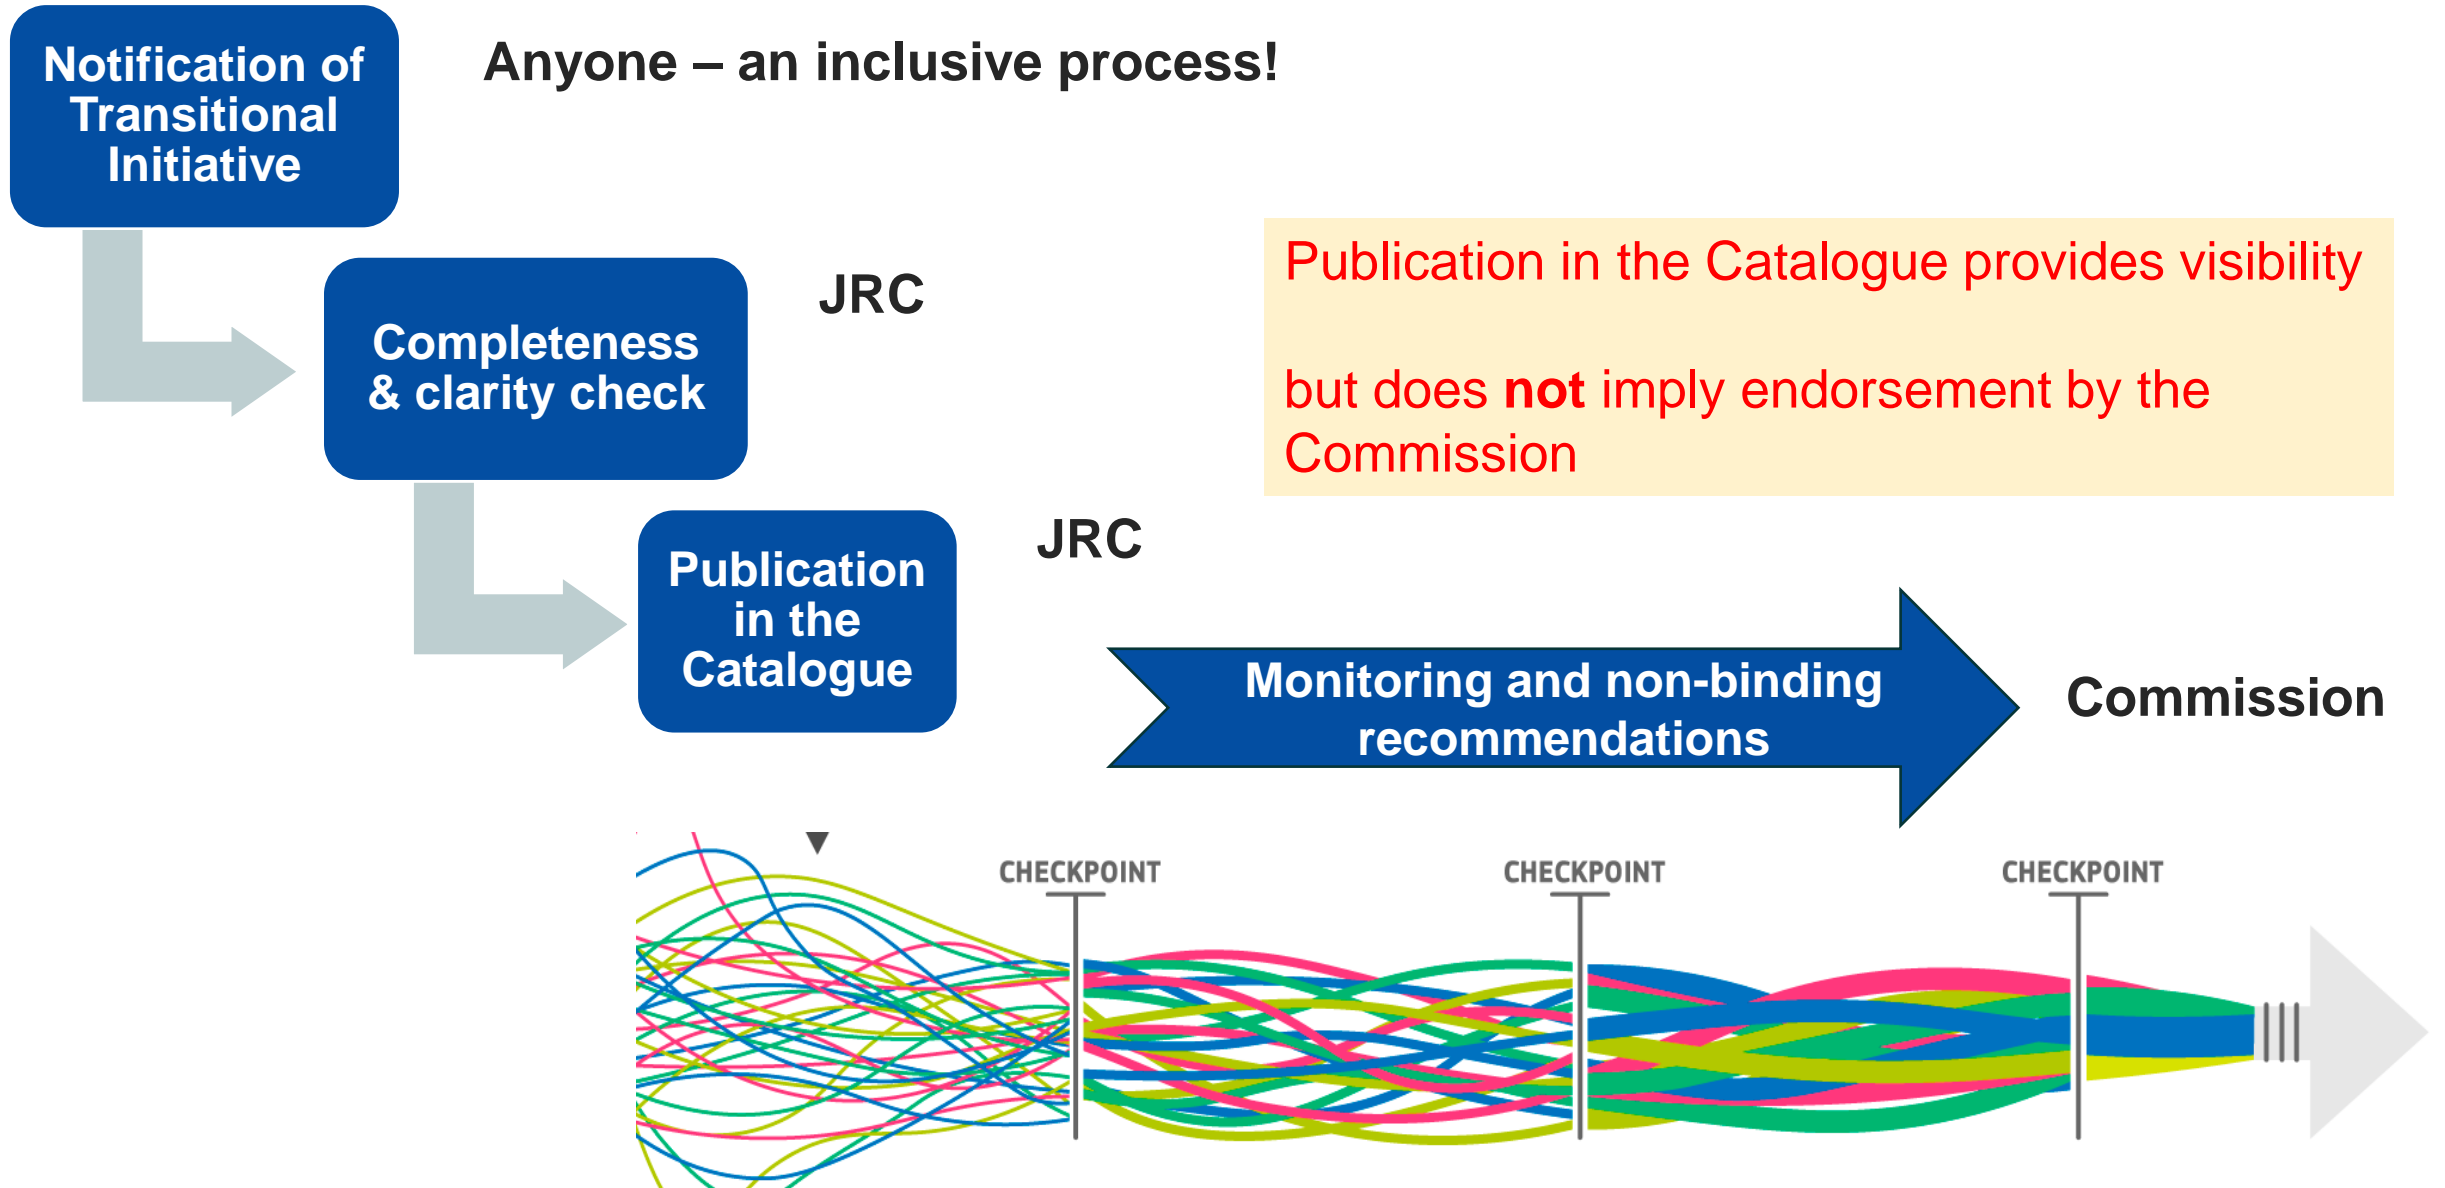 Notification of
Transitional
Initiative
Anyone – an inclusive process!
Completeness
& clarity check
JRC
Publication in the Catalogue provides visibility
but does not imply endorsement by the
Commission
Publication
in the
Catalogue
JRC
Monitoring and non-binding
recommendations
Commission
CHECKPOINT
CHECKPOINT
CHECKPOINT